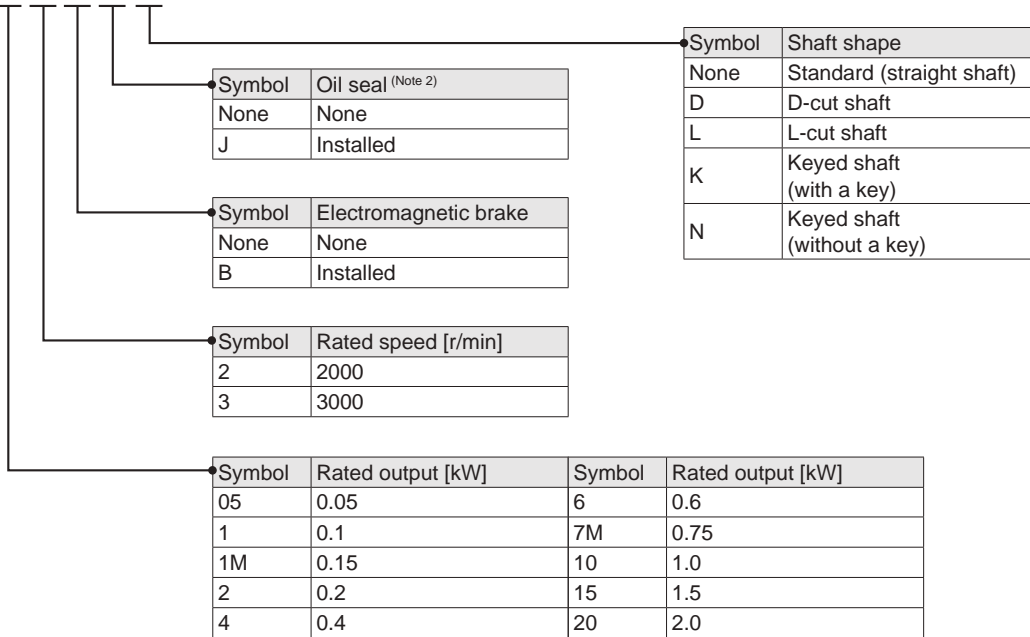 Symbol Shaft shape
None Standard (straight shaft)
D D-cut shaft
L L-cut shaft
K Keyed shaft
(with a key)
N Keyed shaft
(without a key)
Symbol Oil seal (Note 2)
None None
J Installed
Symbol Electromagnetic brake
None None
B Installed
Symbol Rated speed [r/min]
2 2000
3 3000
Symbol Rated output [kW] Symbol Rated output [kW]
05 0.05 6 0.6
1 0.1 7M 0.75
1M 0.15 10 1.0
2 0.2 15 1.5
4 0.4 20 2.0